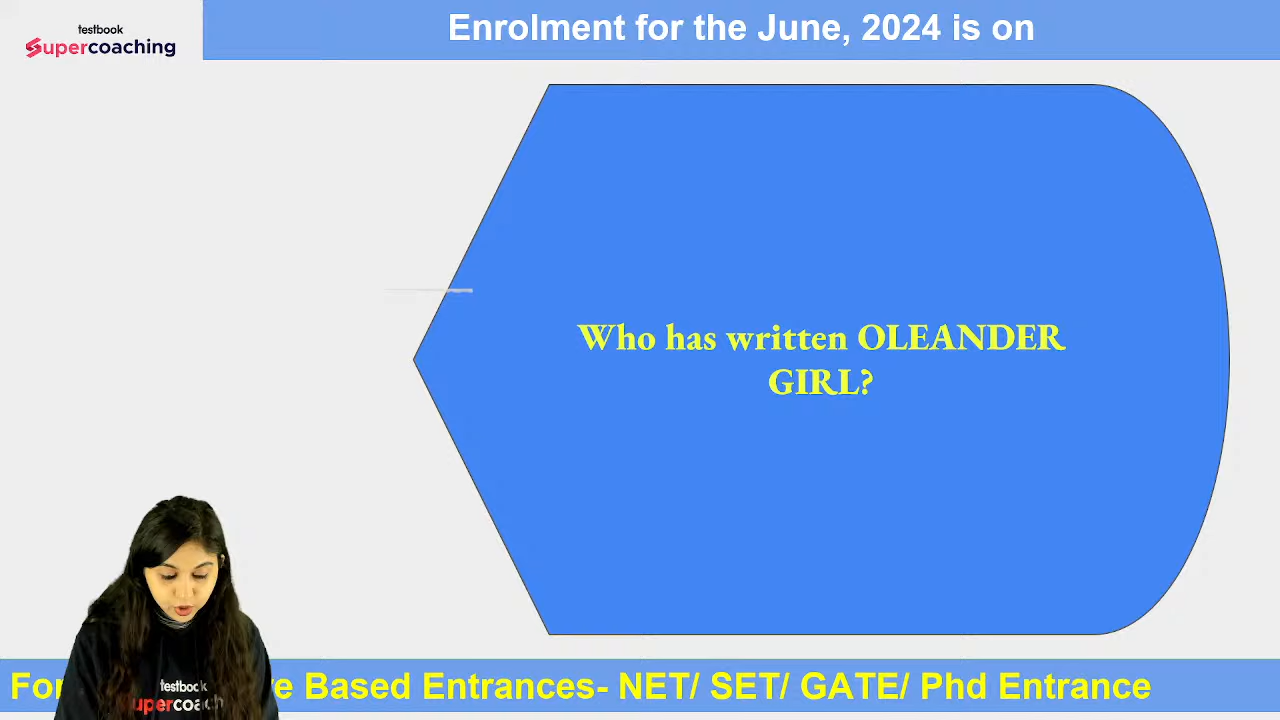 testbook
Supercoaching
Enrolment for the June, 2024 is on
Who has written OLEANDER
GIRL?
Based Entrances- NET/ SET/ GATE/ Phd Entrance
testbook